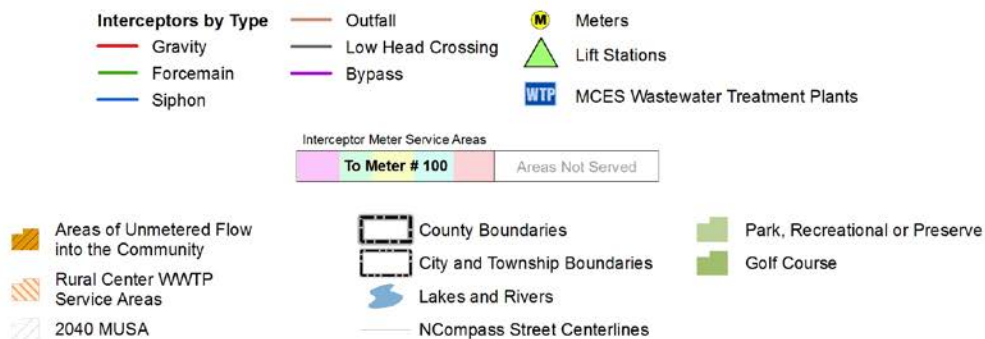 Interceptors by Type
Gravity
Forcemain
Siphon
Outfall
Low Head Crossing
Bypass
M Meters
Lift Stations
WTP MCES Wastewater Treatment Plants
Interceptor Meter Service Areas
To Meter # 100
Areas Not Served
Areas of Unmetered Flow
into the Community
Rural Center WWTP
Service Areas
2040 MUSA
County Boundaries
City and Township Boundaries
Lakes and Rivers
NCompass Street Centerlines
Park, Recreational or Preserve
Golf Course